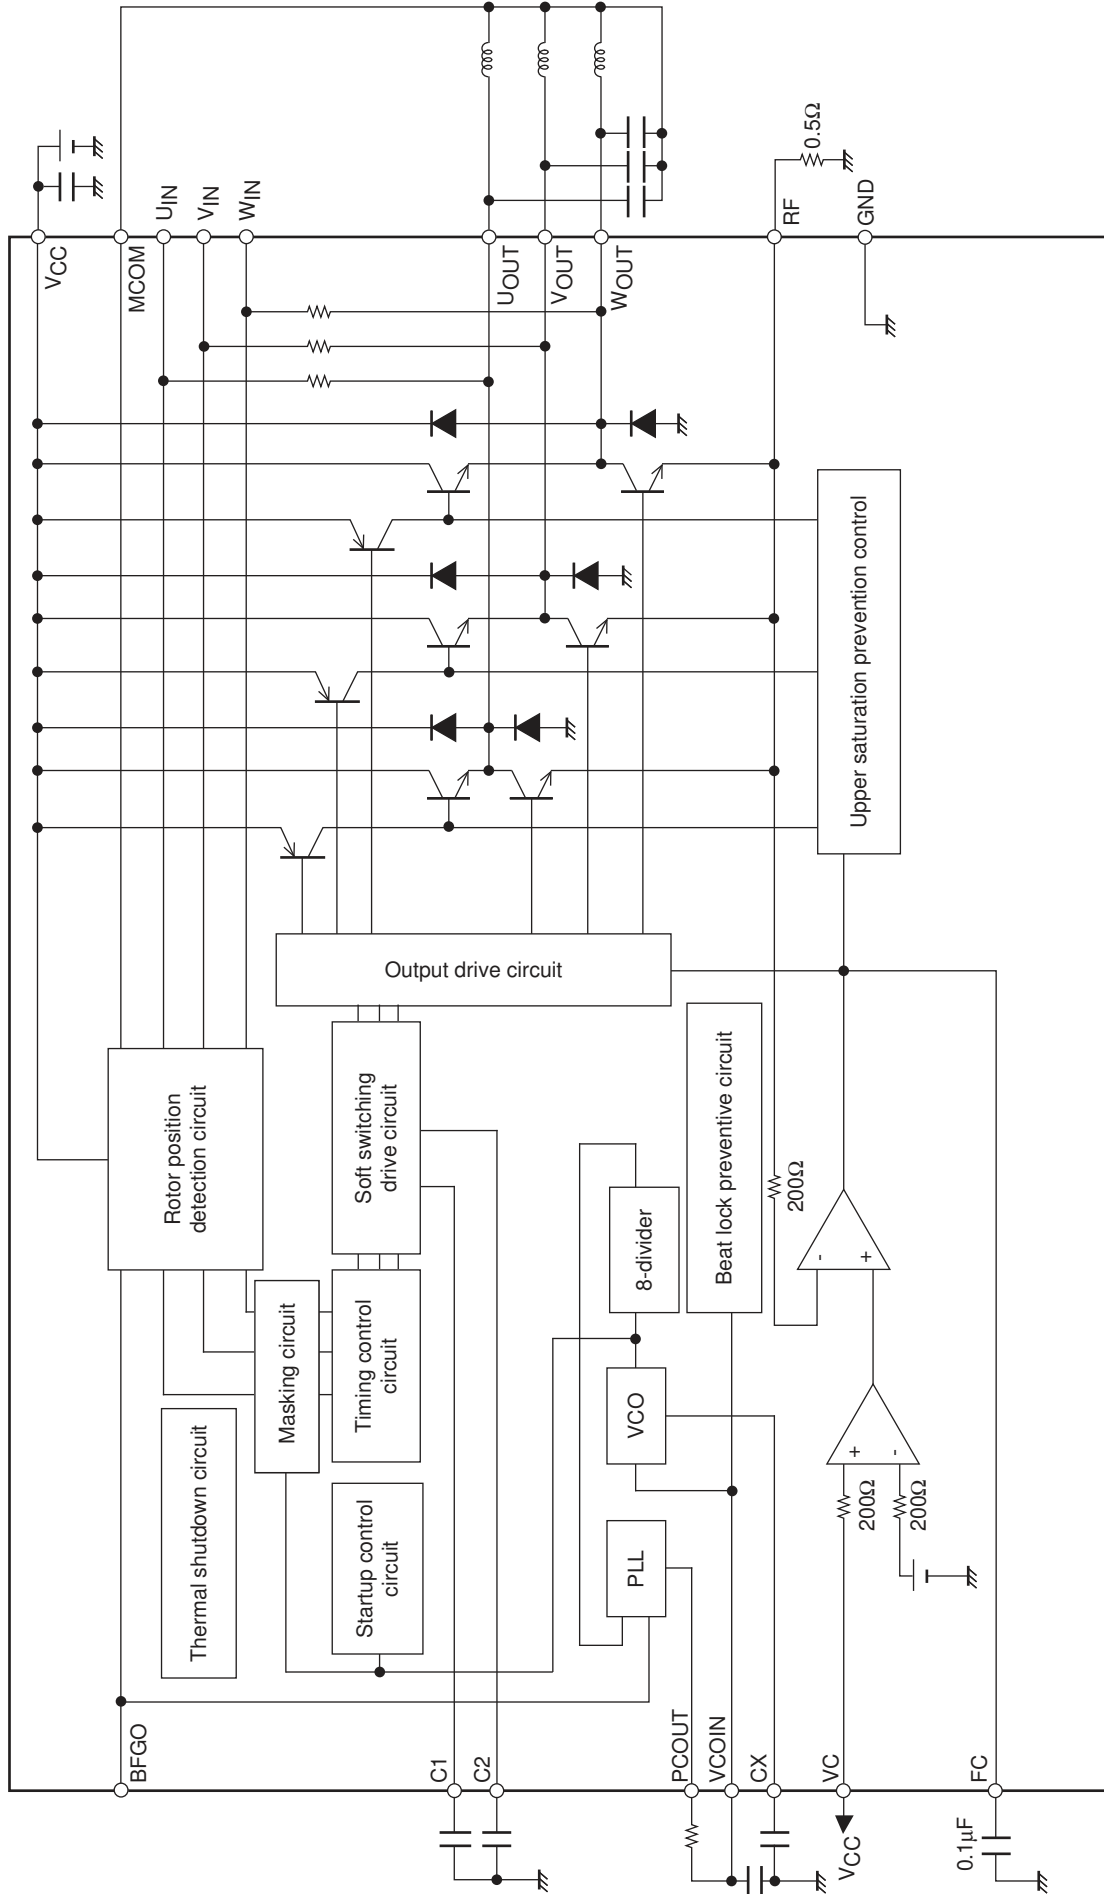 VCC
MCOM
UIN
VIN
WIN
UOUT
VOUT
WOUT
RF
0.5Ω
GND
Rotor position
detection circuit
Output drive circuit
Upper saturation prevention control
Thermal shutdown circuit
Masking circuit
Soft switching
drive circuit
Timing control
circuit
Startup control
circuit
8-divider
VCO
PLL
Beat lock preventive circuit
200Ω
-
+
+
-
200Ω
200Ω
BFGO
C1
C2
PCOUT
VCOIN
CX
VC
VCC
FC
0.1µF